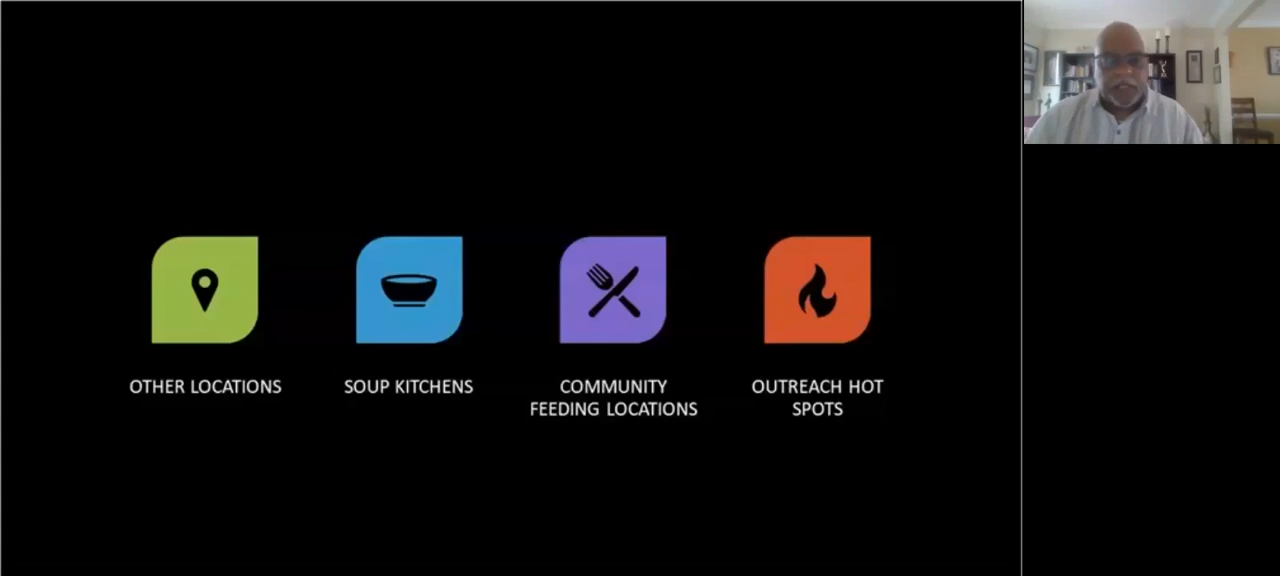 OTHER LOCATIONS
SOUP KITCHENS
COMMUNITY
FEEDING LOCATIONS
OUTREACH HOT
SPOTS